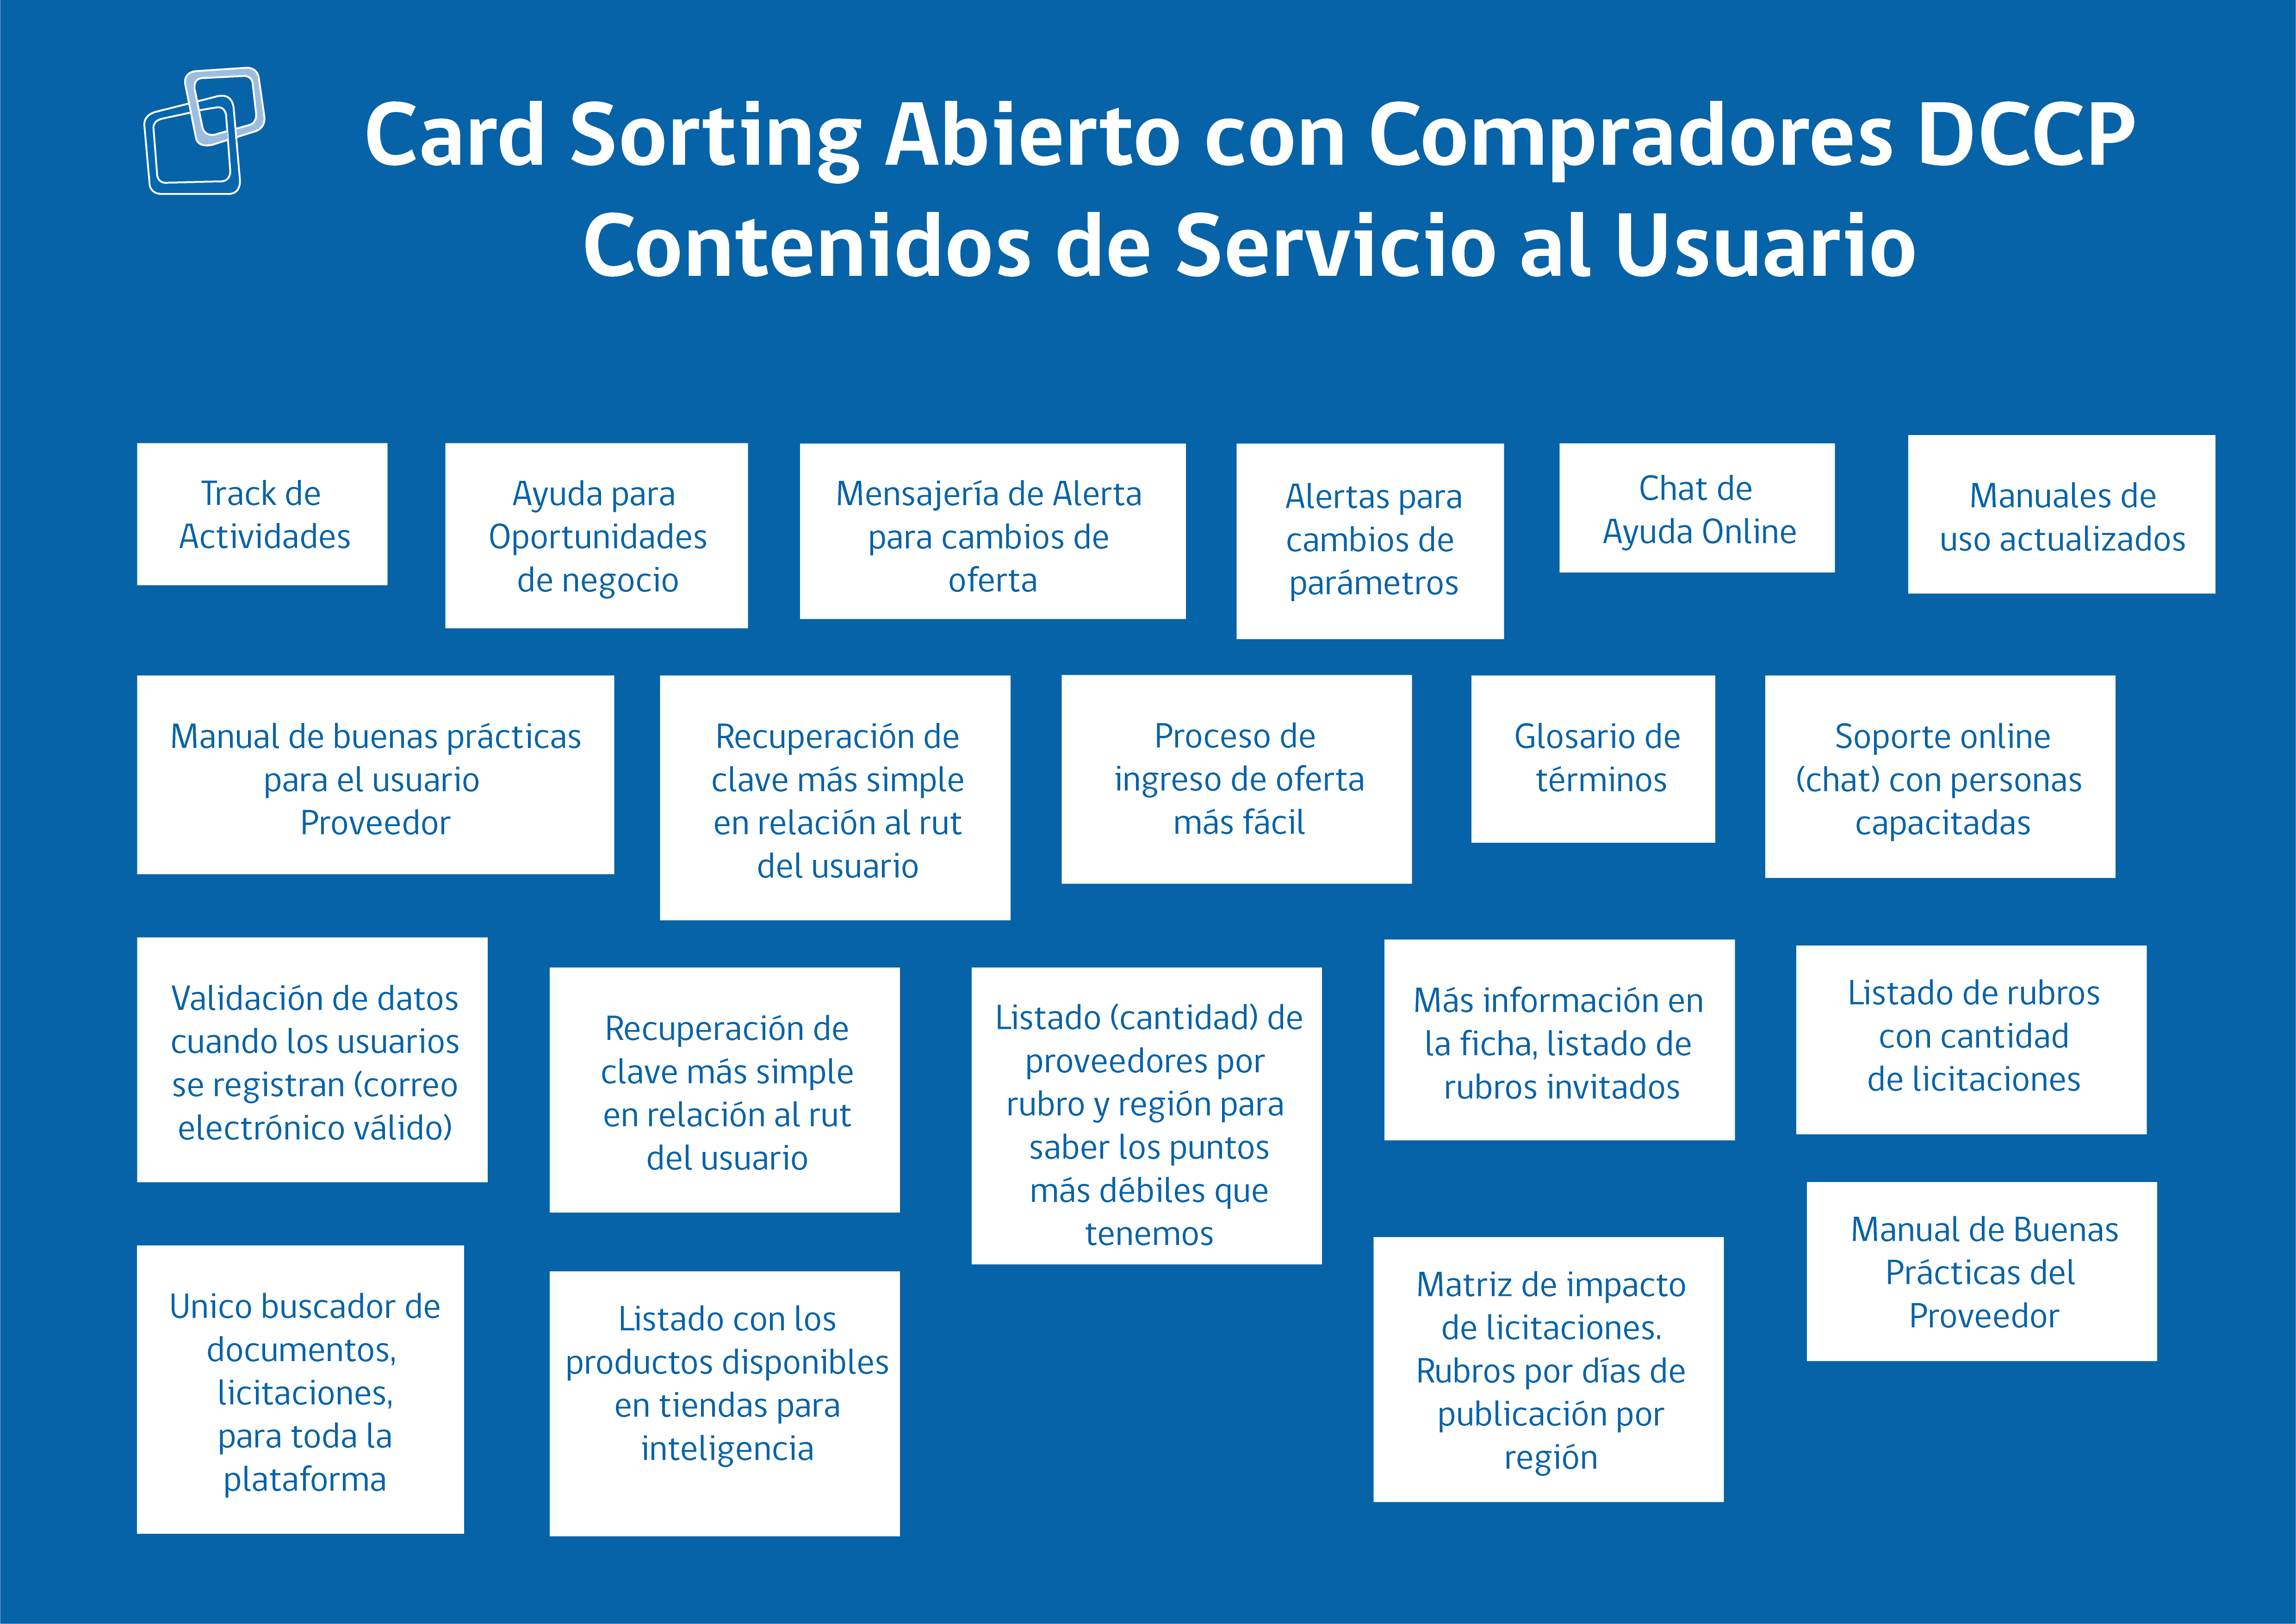 Card Sorting Abierto con Compradores DCCP
Contenidos de Servicio al Usuario
Track de
Actividades
Ayuda para
Oportunidades
de negocio
Mensajería de Alerta
para cambios de
oferta
Alertas para
cambios de
parámetros
Chat de
Ayuda Online
Manuales de
uso actualizados
Manual de buenas prácticas
para el usuario
Proveedor
Recuperación de
clave más simple
en relación al rut
del usuario
Proceso de
ingreso de oferta
más fácil
Glosario de
términos
Soporte online
(chat) con personas
capacitadas
Validación de datos
cuando los usuarios
se registran (correo
electrónico válido)
Recuperación de
clave más simple
en relación al rut
del usuario
Listado (cantidad) de
proveedores por
rubro y región para
saber los puntos
más débiles que
tenemos
Más información en
la ficha, listado de
rubros invitados
Listado de rubros
con cantidad
de licitaciones
Unico buscador de
documentos,
licitaciones,
para toda la
plataforma
Listado con los
productos disponibles
en tiendas para
inteligencia
Matriz de impacto
de licitaciones.
Rubros por días de
publicación por
región
Manual de Buenas
Prácticas del
Proveedor